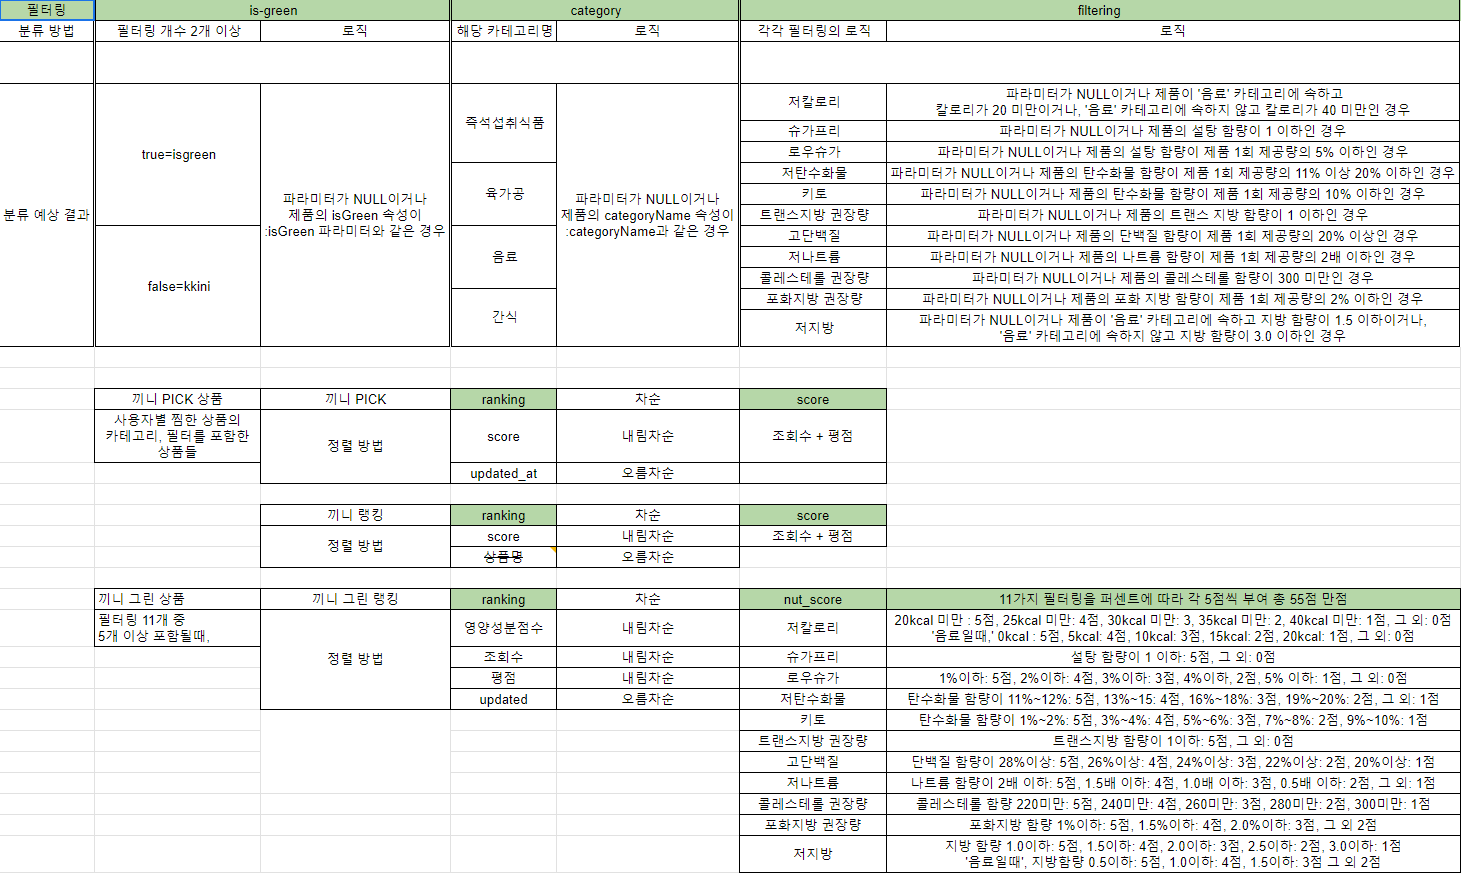 필터링 is-green category filtering
분류 방법 필터링 개수 2개 이상 로직 해당 카테고리명 로직 각각 필터링의 로직 로직
분류 예상 결과
true=isgreen
false=kkini
파라미터가 NULL이거나
제품의 isGreen 속성이
:isGreen 파라미터와 같은 경우
즉석섭취식품
육가공
음료
간식
파라미터가 NULL이거나
제품의 categoryName 속성이
:categoryName과 같은 경우
저칼로리
파라미터가 NULL이거나 제품이 '음료' 카테고리에 속하고
칼로리가 20 미만이거나, '음료' 카테고리에 속하지 않고 칼로리가 40 미만인 경우
슈가프리 파라미터가 NULL이거나 제품의 설탕 함량이 1 이하인 경우
로우슈가 파라미터가 NULL이거나 제품의 설탕 함량이 제품 1회 제공량의 5% 이하인 경우
저탄수화물 파라미터가 NULL이거나 제품의 탄수화물 함량이 제품 1회 제공량의 11% 이상 20% 이하인 경우
키토 파라미터가 NULL이거나 제품의 탄수화물 함량이 제품 1회 제공량의 10% 이하인 경우
트랜스지방 권장량 파라미터가 NULL이거나 제품의 트랜스 지방 함량이 1 이하인 경우
고단백질 파라미터가 NULL이거나 제품의 단백질 함량이 제품 1회 제공량의 20% 이상인 경우
저나트륨 파라미터가 NULL이거나 제품의 나트륨 함량이 제품 1회 제공량의 2배 이하인 경우
콜레스테롤 권장량 파라미터가 NULL이거나 제품의 콜레스테롤 함량이 300 미만인 경우
포화지방 권장량 파라미터가 NULL이거나 제품의 포화 지방 함량이 제품 1회 제공량의 2% 이하인 경우
저지방
파라미터가 NULL이거나 제품이 '음료' 카테고리에 속하고 지방 함량이 1.5 이하이거나,
'음료' 카테고리에 속하지 않고 지방 함량이 3.0 이하인 경우
끼니 PICK 상품 끼니 PICK ranking 차순 score
사용자별 찜한 상품의
카테고리, 필터를 포함한
상품들
정렬 방법
score 내림차순 조회수 + 평점
updated_at 오름차순
끼니 랭킹 ranking 차순 score
정렬 방법
score 내림차순 조회수 + 평점
상품명 오름차순
끼니 그린 상품 끼니 그린 랭킹 ranking 차순 nut_score 11가지 필터링을 퍼센트에 따라 각 5점씩 부여 총 55점 만점
필터링 11개 중
5개 이상 포함될때,
정렬 방법
영양성분점수 내림차순 저칼로리
20kcal 미만 : 5점, 25kcal 미만: 4점, 30kcal 미만: 3, 35kcal 미만: 2, 40kcal 미만: 1점, 그 외: 0점
'음료일때,' 0kcal : 5점, 5kcal: 4점, 10kcal: 3점, 15kcal: 2점, 20kcal: 1점, 그 외: 0점
조회수 내림차순 슈가프리 설탕 함량이 1 이하: 5점, 그 외: 0점
평점 내림차순 로우슈가 1%이하: 5점, 2%이하: 4점, 3%이하: 3점, 4%이하, 2점, 5% 이하: 1점, 그 외: 0점
updated 오름차순 저탄수화물 탄수화물 함량이 11%~12%: 5점, 13%~15: 4점, 16%~18%: 3점, 19%~20%: 2점, 그 외: 1점
키토 탄수화물 함량이 1%~2%: 5점, 3%~4%: 4점, 5%~6%: 3점, 7%~8%: 2점, 9%~10%: 1점
트랜스지방 권장량 트랜스지방 함량이 1이하: 5점, 그 외: 0점
고단백질 단백질 함량이 28%이상: 5점, 26%이상: 4점, 24%이상: 3점, 22%이상: 2점, 20%이상: 1점
저나트륨 나트륨 함량이 2배 이하: 5점, 1.5배 이하: 4점, 1.0배 이하: 3점, 0.5배 이하: 2점, 그 외: 1점
콜레스테롤 권장량 콜레스테롤 함량 220미만: 5점, 240미만: 4점, 260미만: 3점, 280미만: 2점, 300미만: 1점
포화지방 권장량 포화지방 함량 1%이하: 5점, 1.5%이하: 4점, 2.0%이하: 3점, 그 외 2점
저지방
지방 함량 1.0이하: 5점, 1.5이하: 4점, 2.0이하: 3점, 2.5이하: 2점, 3.0이하: 1점
'음료일때', 지방함량 0.5이하: 5점, 1.0이하: 4점, 1.5이하: 3점 그 외 2점